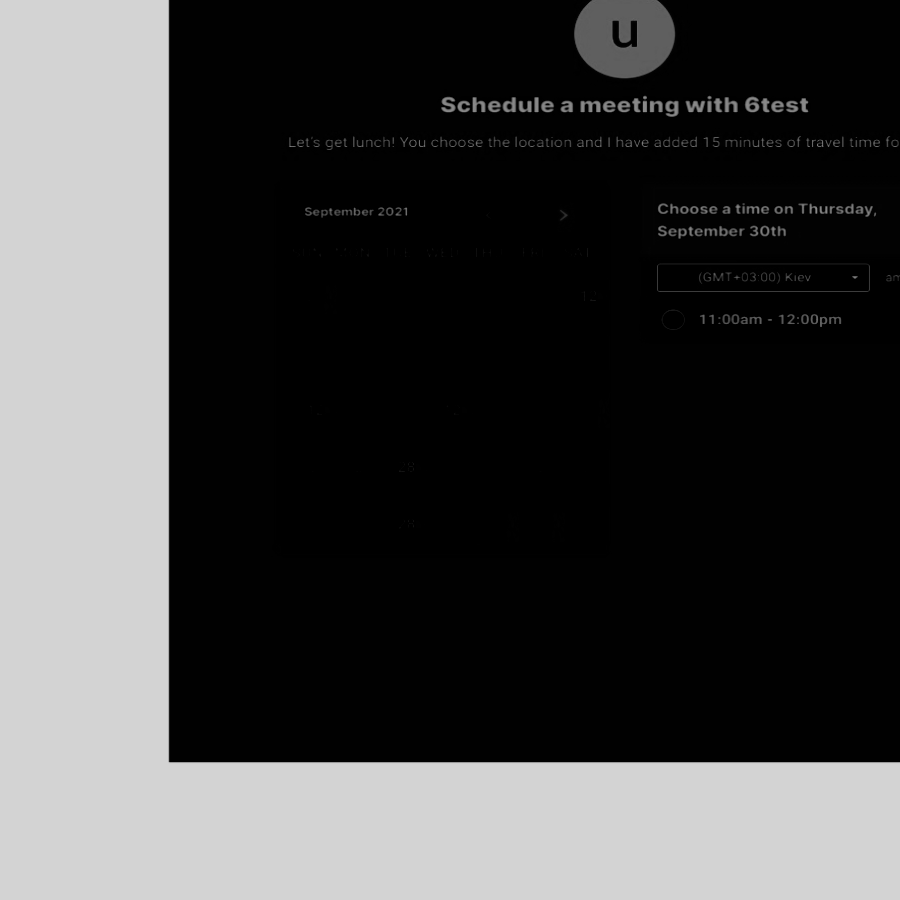 u
Schedule a meeting with 6test
Let's get lunch! You choose the location and I have added 15 minutes of travel time fo
September 2021
Choose a time on Thursday,
September 30th
(GMT+03:00) Kiev
am
11:00am - 12:00pm
28